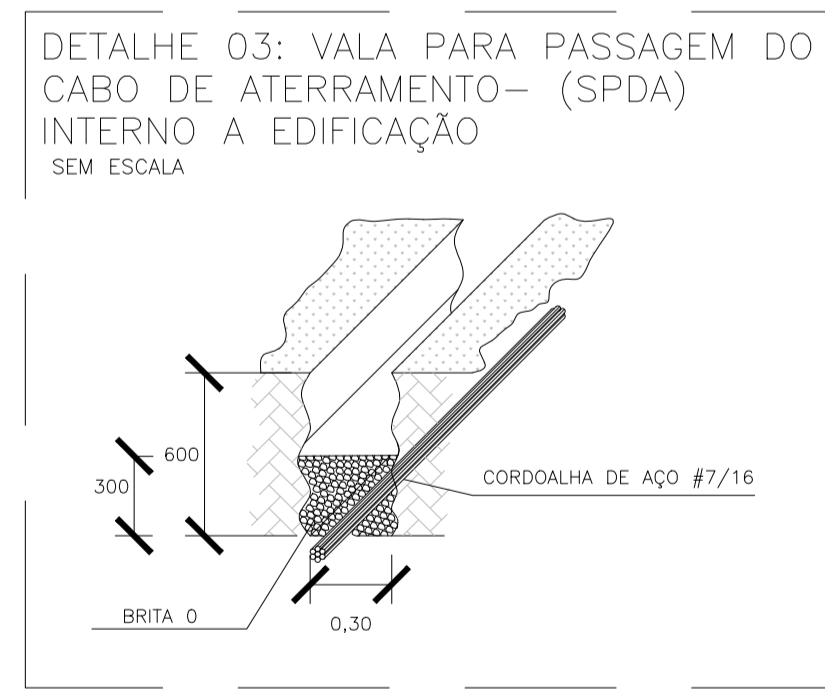 DETALHE 03: VALA PARA PASSAGEM DO
CABO DE ATERRAMENTO– (SPDA)
INTERNO A EDIFICAÇÃO
SEM ESCALA
600
300
CORDOALHA DE AÇO #7/16
BRITA 0
0,30